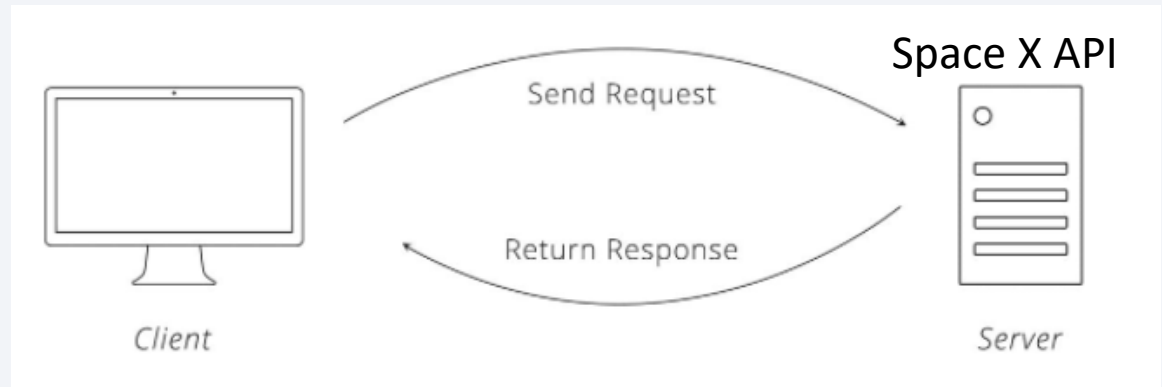 Space X API
Send Request
Return Response
Client
Server